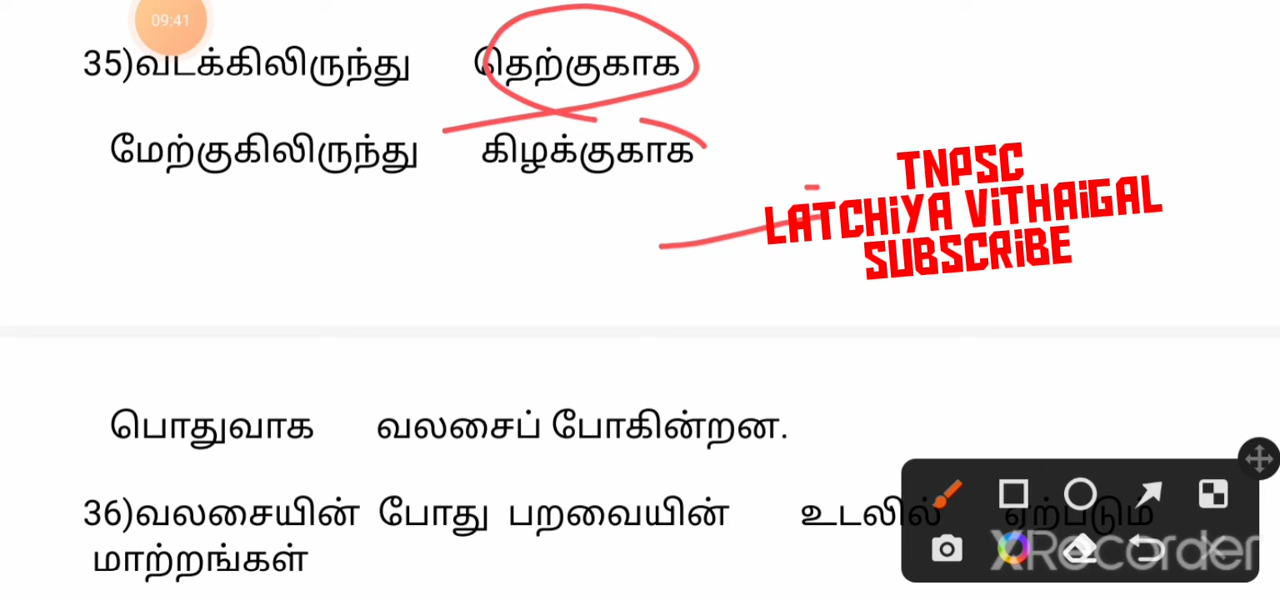 09:41
35)வடக்கிலிருந்து தெற்குகாக
மேற்குகிலிருந்து கிழக்குகாக
TNPSC
LATCHiYA ViTHAiGAL
SUBSCRiBE
பொதுவாக வலசைப் போகின்றன.
36)வலசையின் போது பறவையின் உடலில் ஏற்படும்
மாற்றங்கள்
XRecorder